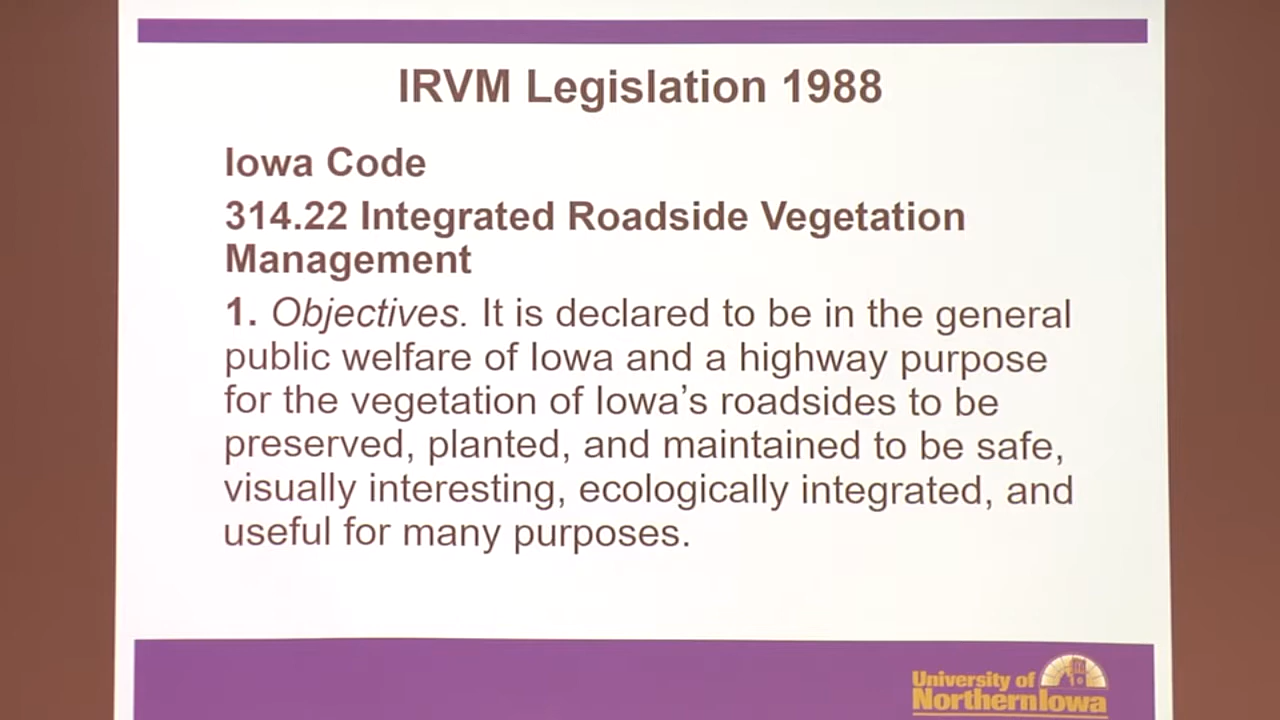 IRVM Legislation 1988
Iowa Code
314.22 Integrated Roadside Vegetation
Management
1. Objectives. It is declared to be in the general
public welfare of Iowa and a highway purpose
for the vegetation of Iowa’s roadsides to be
preserved, planted, and maintained to be safe,
visually interesting, ecologically integrated, and
useful for many purposes.
University of
NorthernIowa